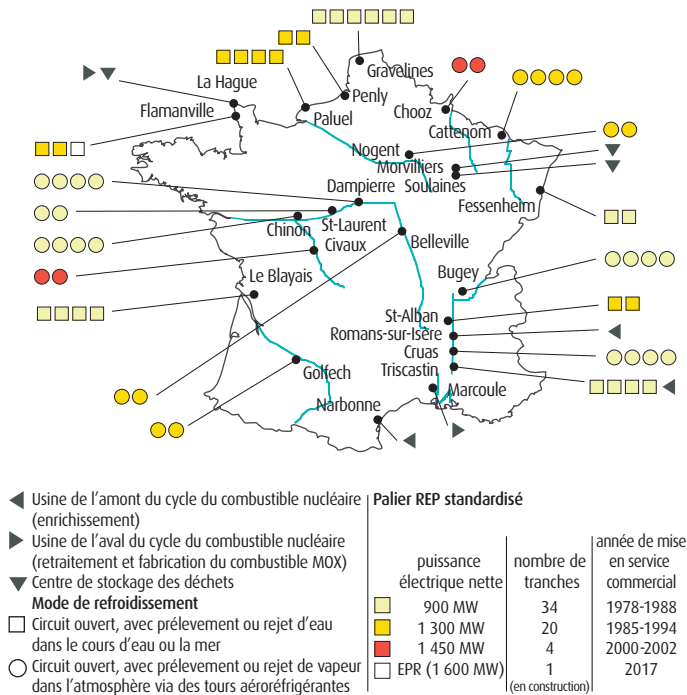 Gravelines
La Hague
Penly
Flamanville
Paluel
Chooz
Cattenom
Nogent
Morvilliers
Soulaines
Dampierre
Fessenheim
St-Laurent
Chinon
Civaux
Belleville
Le Blayais
Bugey
St-Alban
Romans-sur-Isère
Cruas
Golfech
Triscastin
Marcoule
Narbonne
Usine de l'amont du cycle du combustible nucléaire
(enrichissement)
Usine de l'aval du cycle du combustible nucléaire
(retraitement et fabrication du combustible MOX)
Centre de stockage des déchets
Mode de refroidissement
Circuit ouvert, avec prélevement ou rejet d'eau
dans le cours d'eau ou la mer
Circuit ouvert, avec prélevement ou rejet de vapeur
dans l'atmosphère via des tours aéroréfrigérantes
Palier REP standardisé
puissance
électrique nette
nombre de
tranches
année de mise
en service
commercial
900 MW 34 1978-1988
1 300 MW 20 1985-1994
1 450 MW 4 2000-2002
EPR (1 600 MW) 1 2017
(en construction)